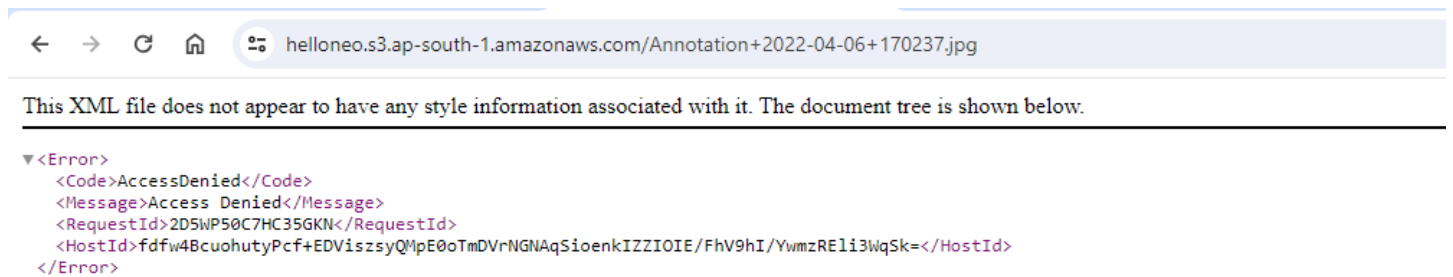 helloneo.s3.ap-south-1.amazonaws.com/Annotation+2022-04-06+170237.jpg
This XML file does not appear to have any style information associated with it. The document tree is shown below.
▼<Error>
<Code>AccessDenied</Code>
<Message>Access Denied</Message>
<RequestId>2D5WP50C7HC35GKN</RequestId>
<HostId>fdfw4BcuohutyPcf+EDViszsyQMpE0oTmDVrNGNAqSioenkIZZIOIE/FhV9hI/YwmzREli3WqSk=</HostId>
</Error>